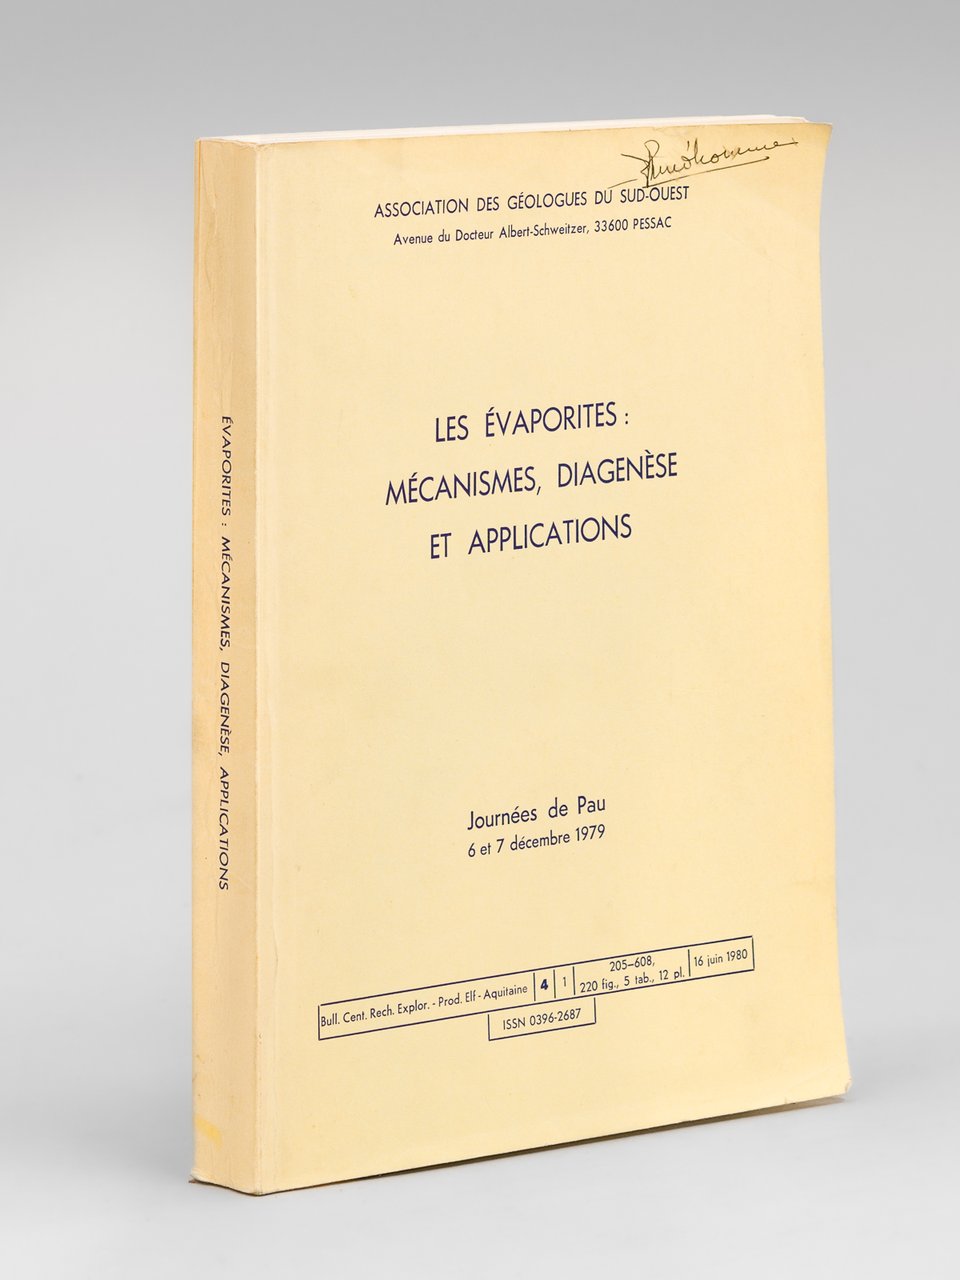 ASSOCIATION DES GÉOLOGUES DU SUD-OUEST
Avenue du Docteur Albert-Schweitzer, 33600 PESSAC
LES ÉVAPORITES :
MÉCANISMES, DIAGENÈSE
ET APPLICATIONS
Journées de Pau
6 et 7 décembre 1979
Bull. Cent. Rech. Explor. - Prod. Elf - Aquitaine 4 1 205–608, 220 fig., 5 tab., 12 pl. 16 juin 1980
ISSN 0396-2687
ÉVAPORITES : MÉCANISMES, DIAGENÈSE, APPLICATIONS